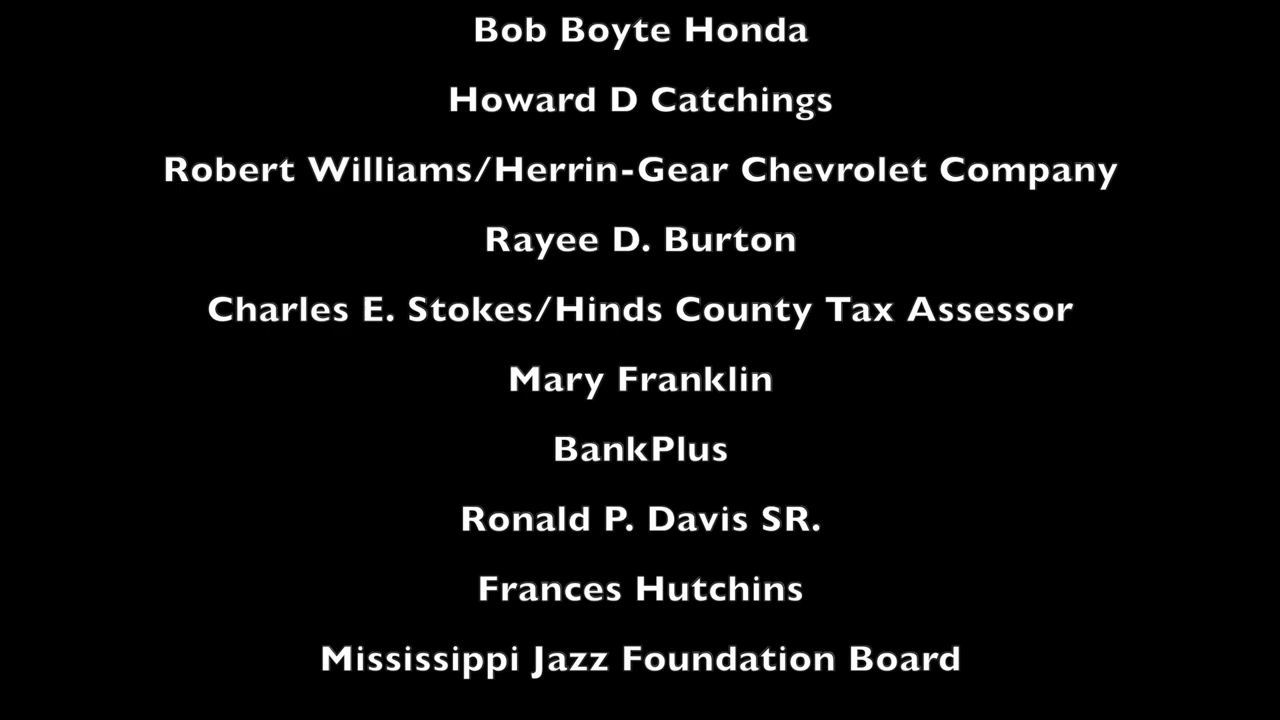 Bob Boyte Honda
Howard D Catchings
Robert Williams/Herrin-Gear Chevrolet Company
Rayee D. Burton
Charles E. Stokes/Hinds County Tax Assessor
Mary Franklin
BankPlus
Ronald P. Davis SR.
Frances Hutchins
Mississippi Jazz Foundation Board